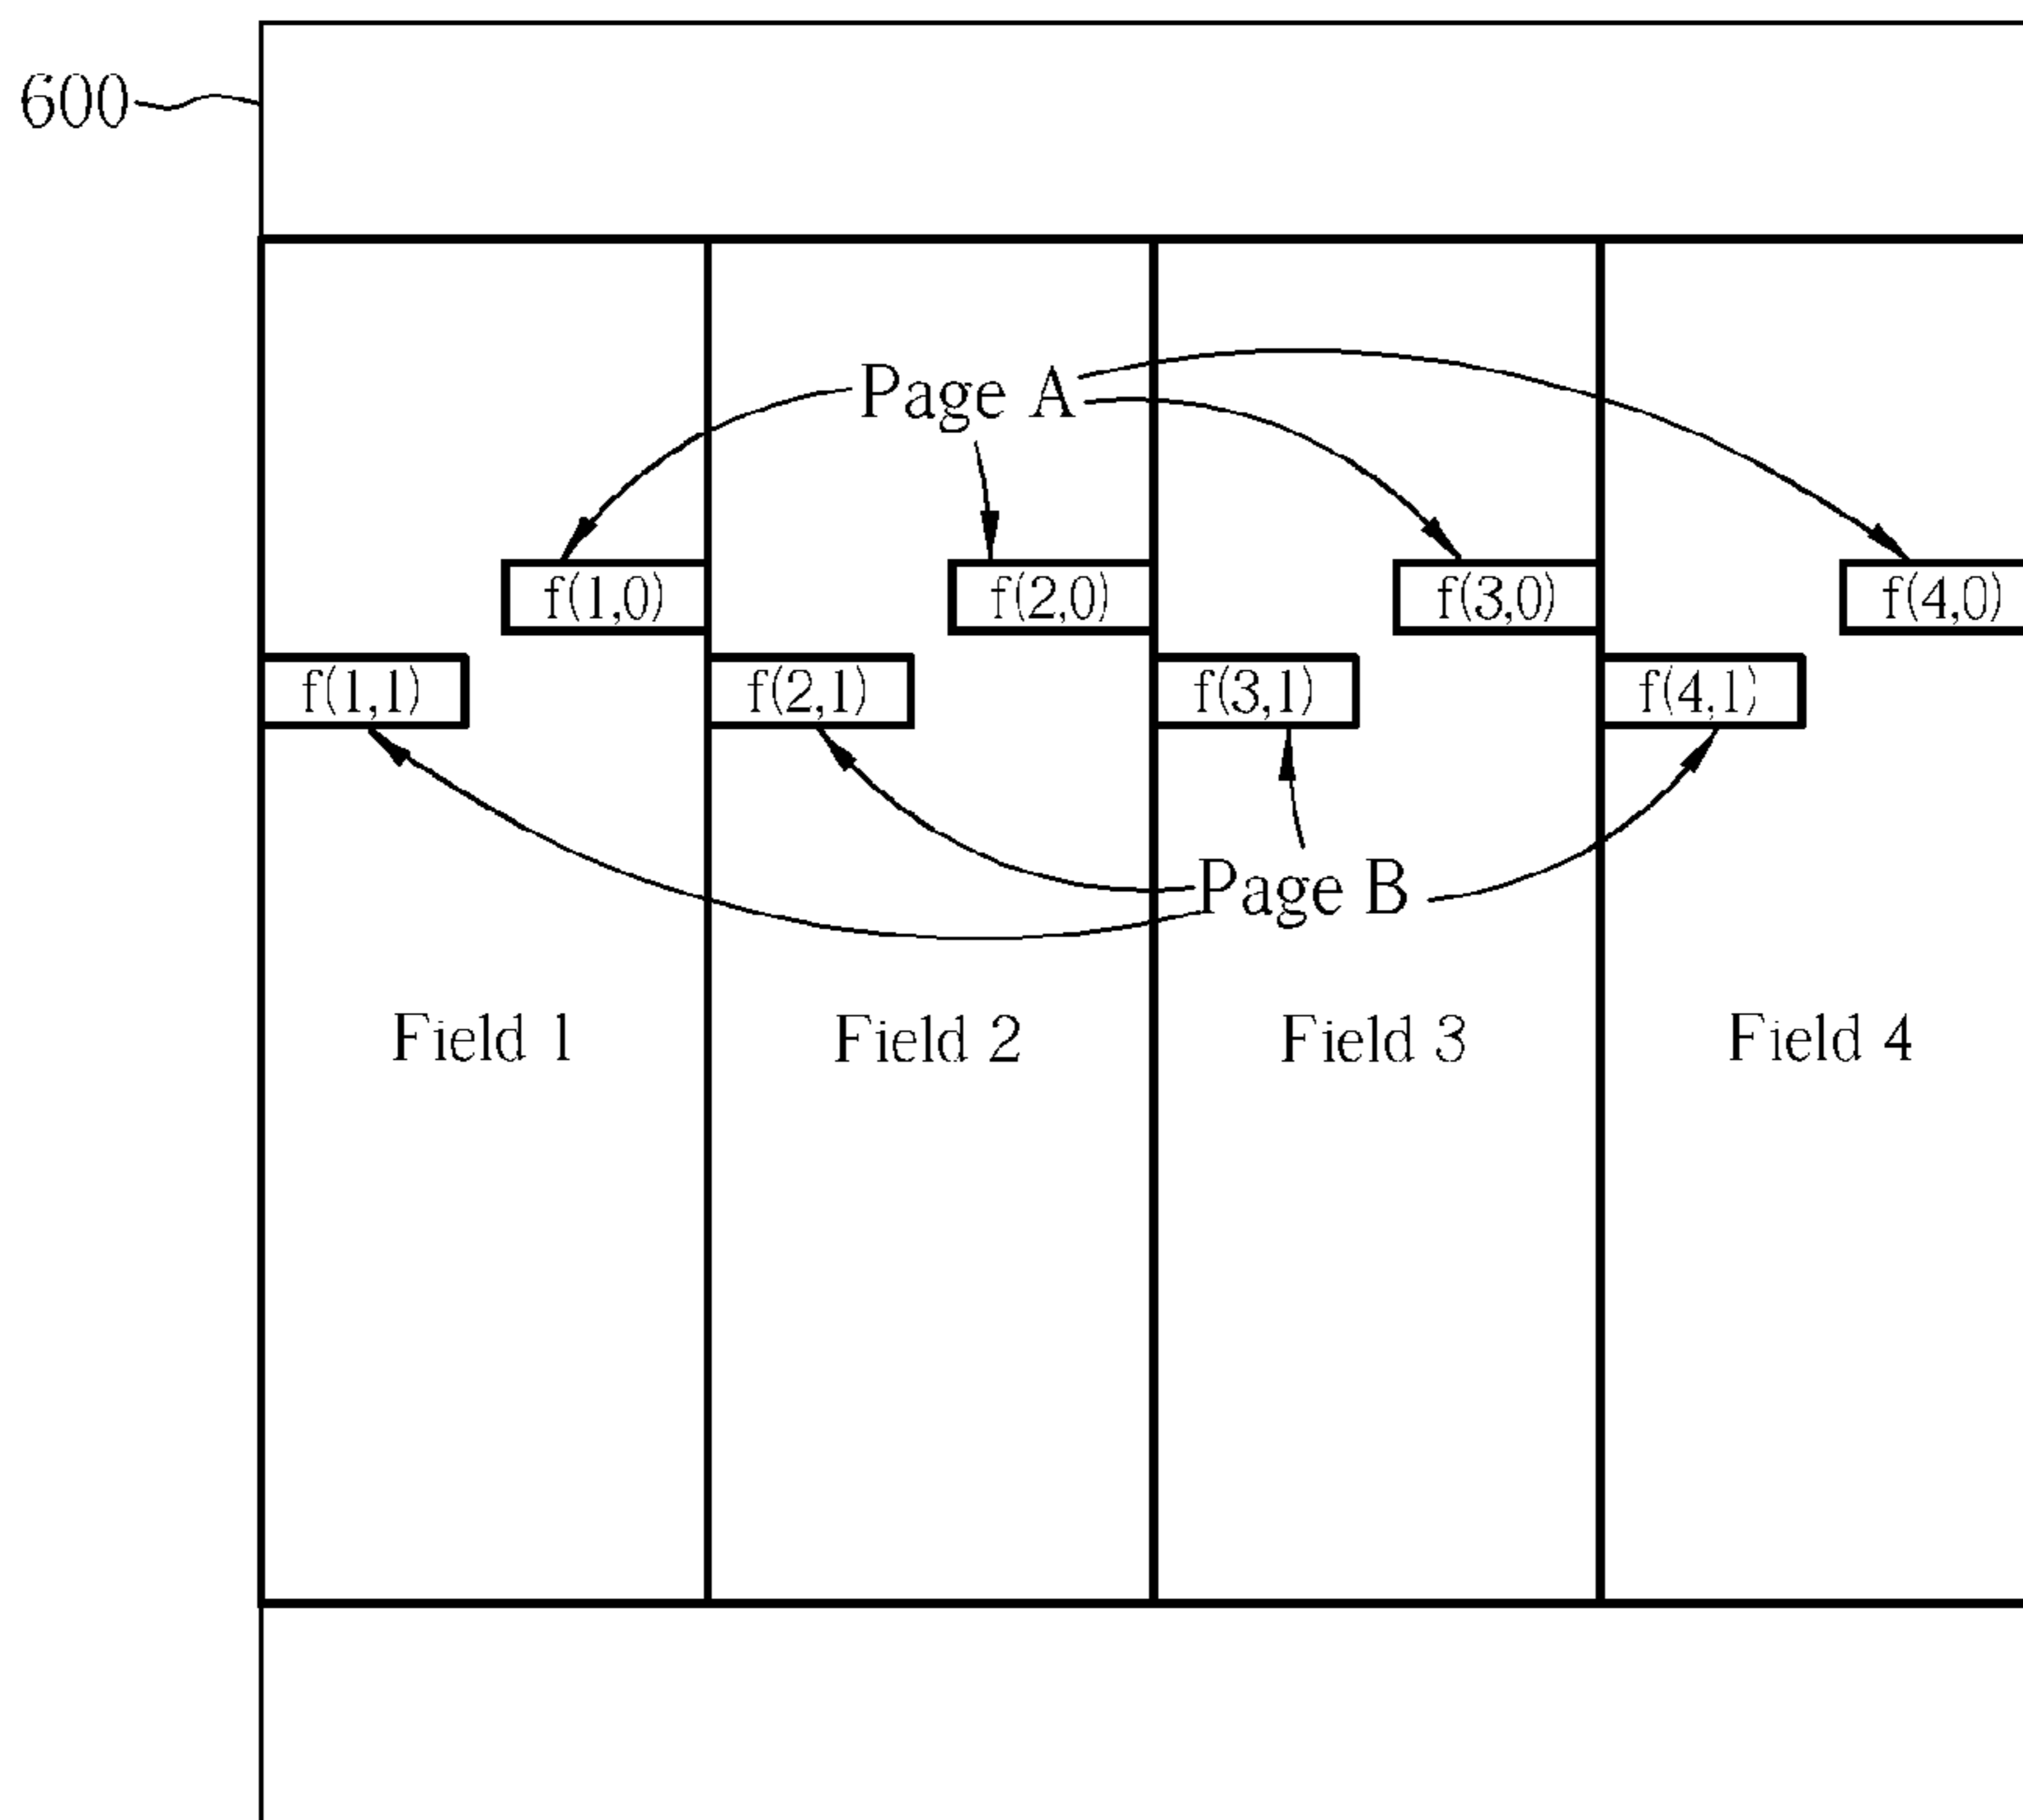 600
Page A
f(1,0) f(2,0) f(3,0) f(4,0)
f(1,1) f(2,1) f(3,1) f(4,1)
Page B
Field 1 Field 2 Field 3 Field 4